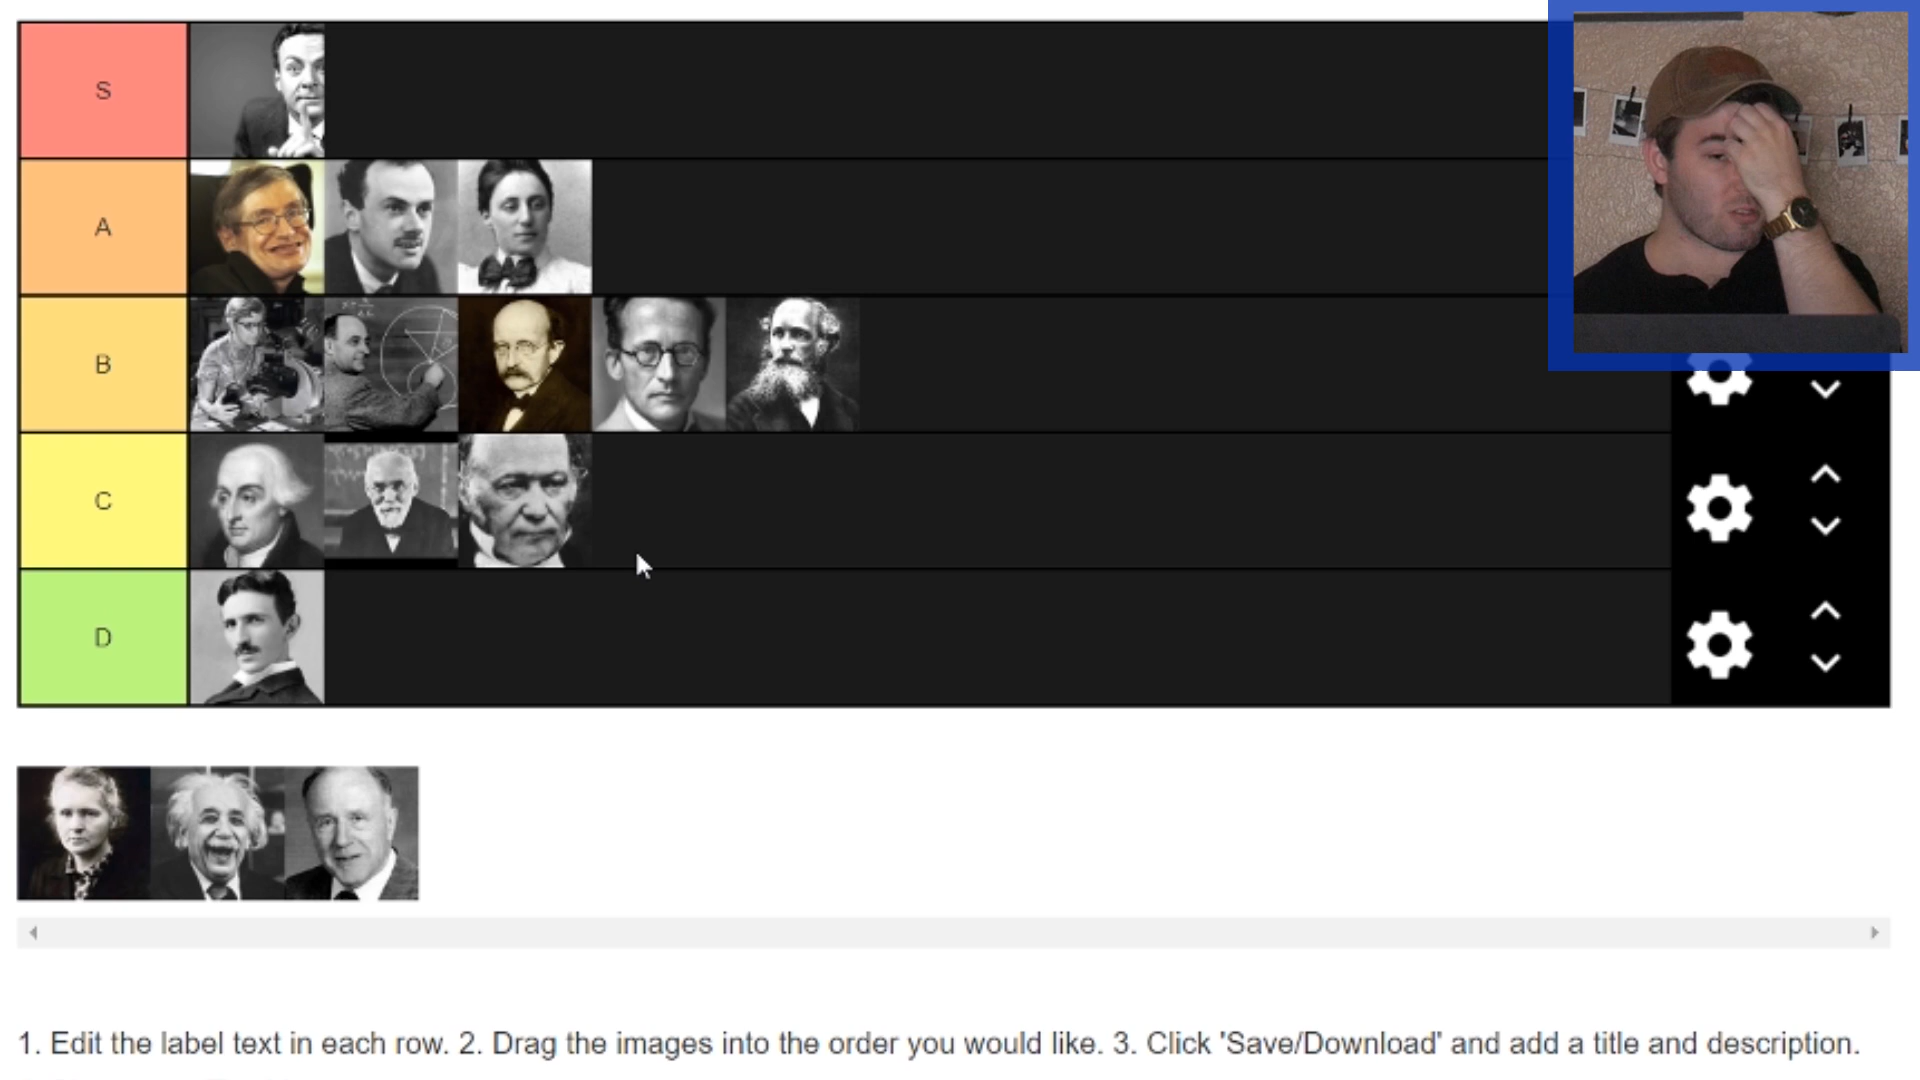 S
A
B
C
D
1. Edit the label text in each row. 2. Drag the images into the order you would like. 3. Click 'Save/Download' and add a title and description.